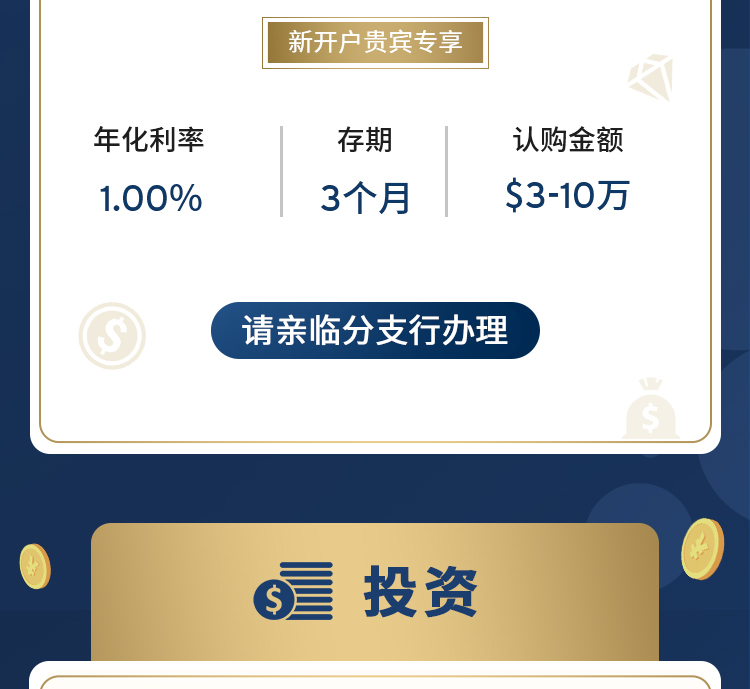 新开户贵宾专享
年化利率 存期 认购金额
1.00% 3个月 $3-10万
请亲临分支行办理
投资